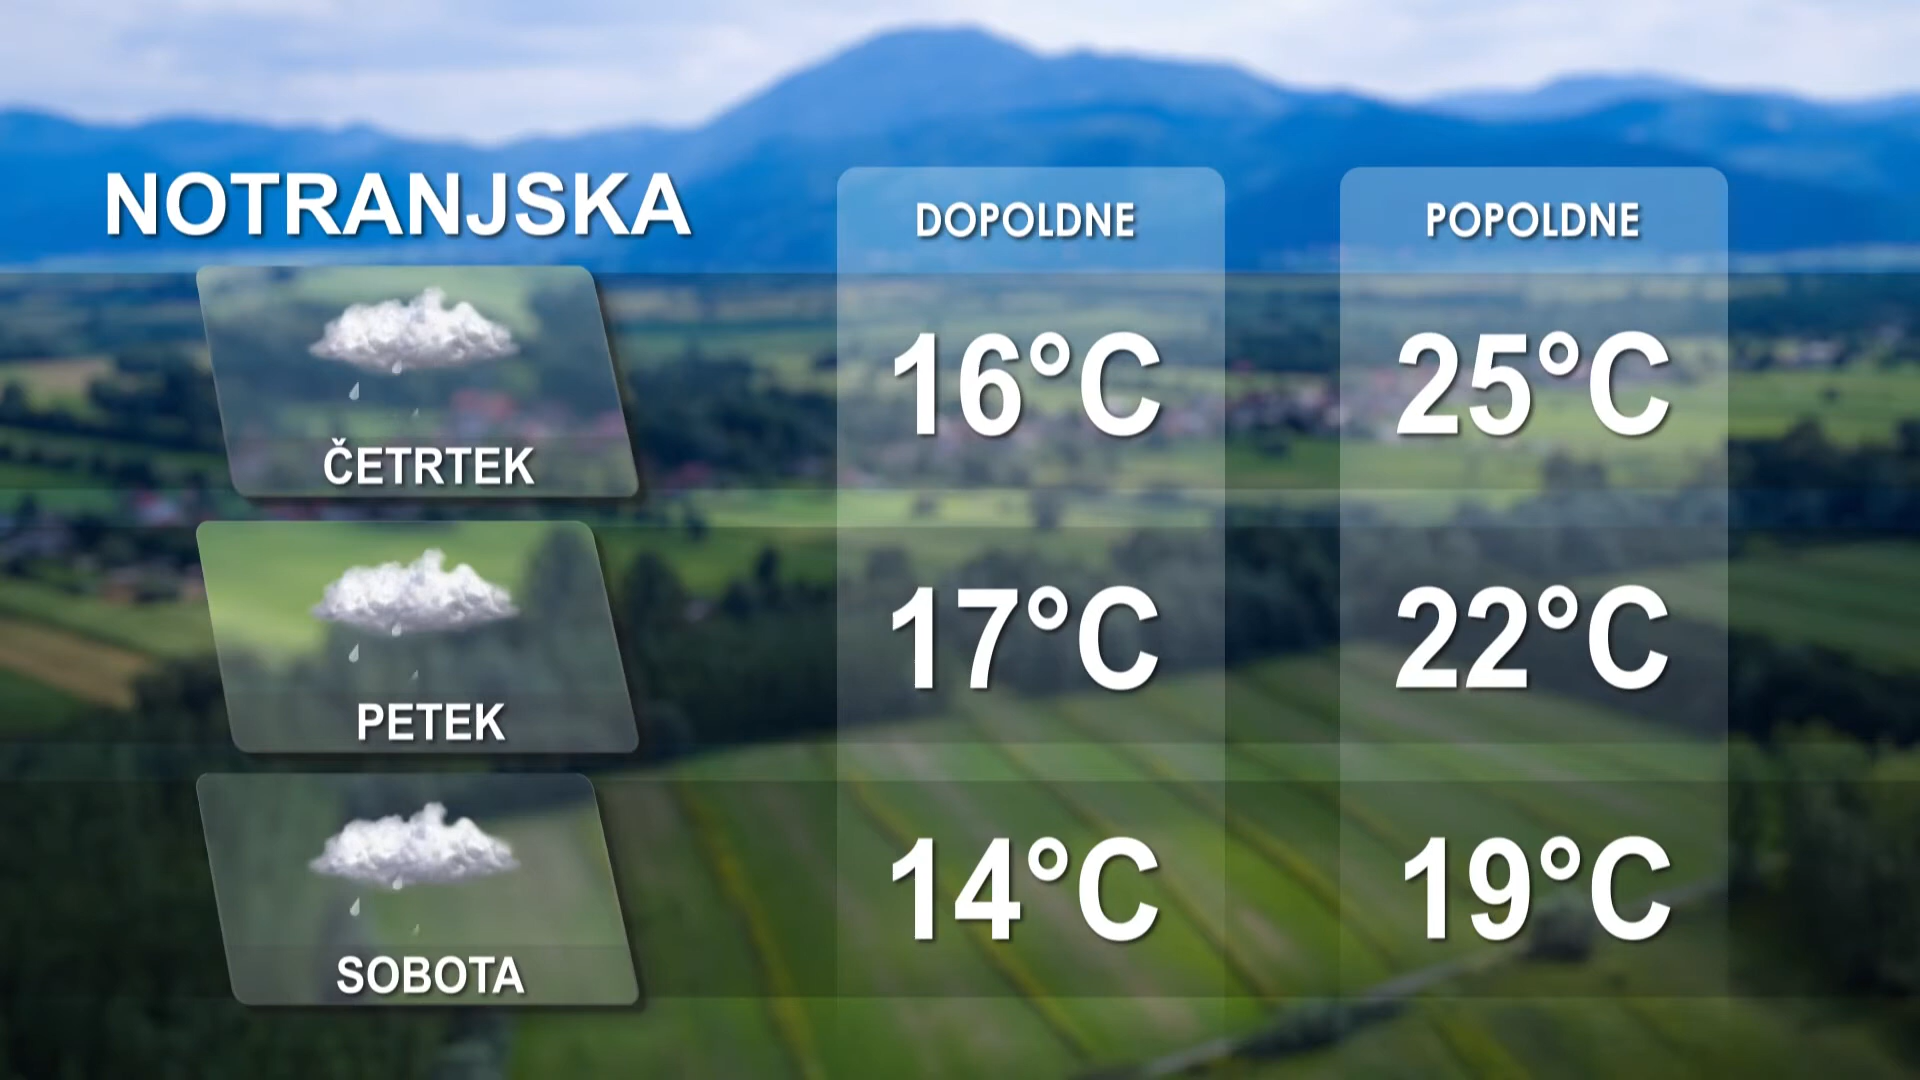 NOTRANJSKA
DOPOLDNE POPOLDNE
ČETRTEK 16°C 25°C
PETEK 17°C 22°C
SOBOTA 14°C 19°C